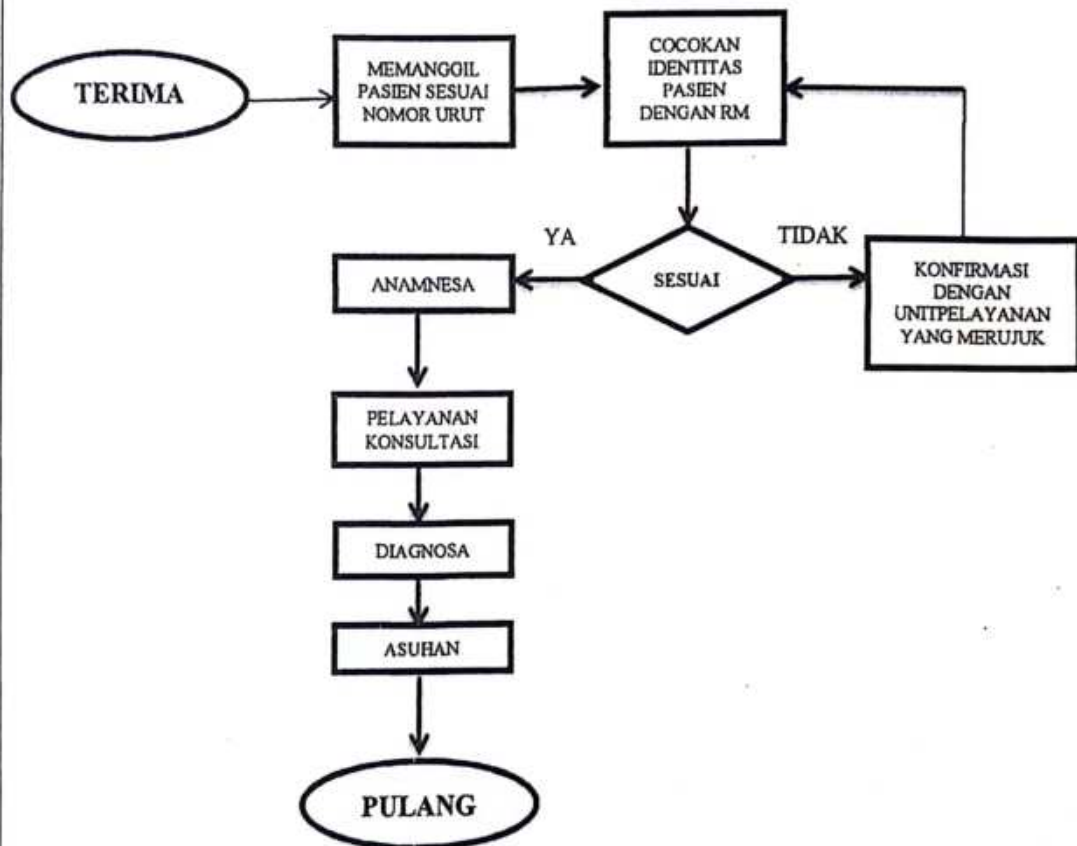 TERIMA
MEMANGGIL
PASIEN SESUAI
NOMOR URUT
COCOKAN
IDENTITAS
PASIEN
DENGAN RM
YA
TIDAK
SESUAI
KONFIRMASI
DENGAN
UNITPELAYANAN
YANG MERUJUK
ANAMNESA
PELAYANAN
KONSULTASI
DIAGNOSA
ASUHAN
PULANG